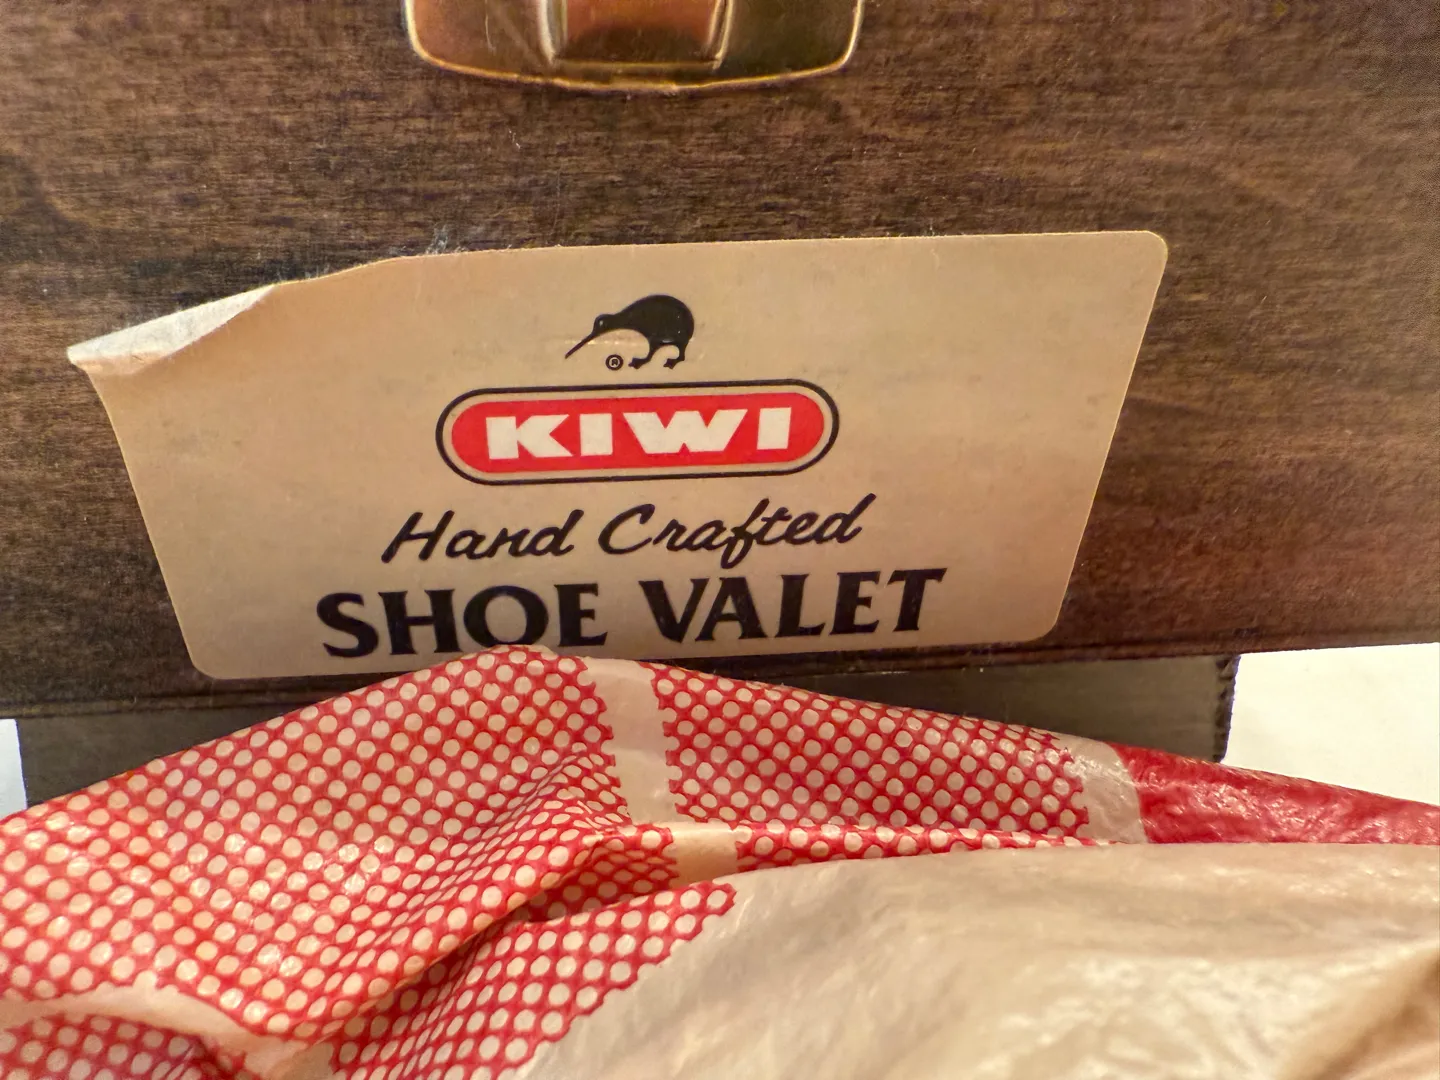 ®
KIWI
Hand Crafted
SHOE VALET